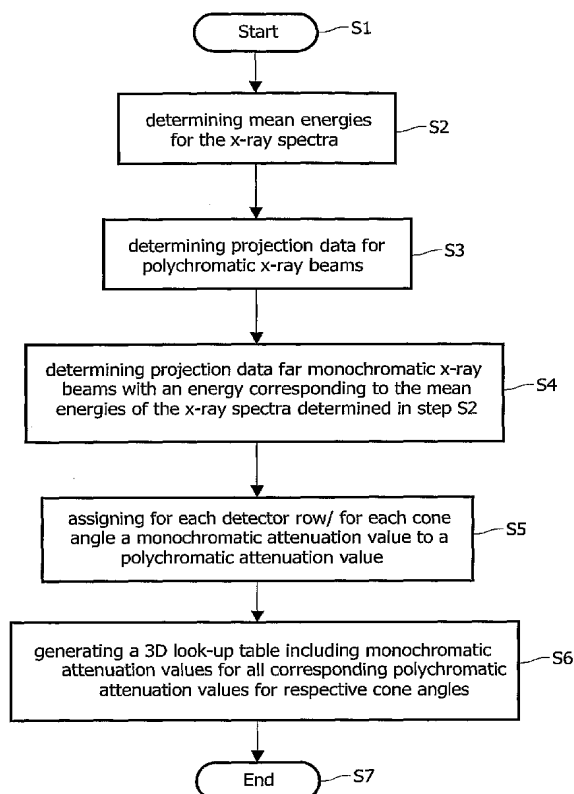 Start
S1
determining mean energies
for the x-ray spectra
S2
determining projection data for
polychromatic x-ray beams
S3
determining projection data far monochromatic x-ray
beams with an energy corresponding to the mean
energies of the x-ray spectra determined in step S2
S4
assigning for each detector row/ for each cone
angle a monochromatic attenuation value to a
polychromatic attenuation value
S5
generating a 3D look-up table including monochromatic
attenuation values for all corresponding polychromatic
attenuation values for respective cone angles
S6
End
S7